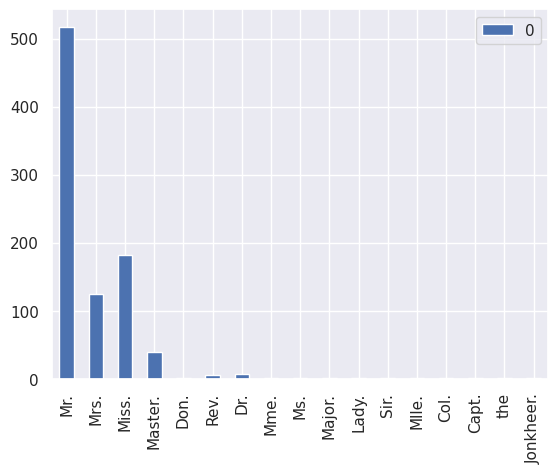 0
500
400
300
200
100
0
Mr.
Mrs.
Miss.
Master.
Don.
Rev.
Dr.
Mme.
Ms.
Major.
Lady.
Sir.
Mlle.
Col.
Capt.
the
Jonkheer.